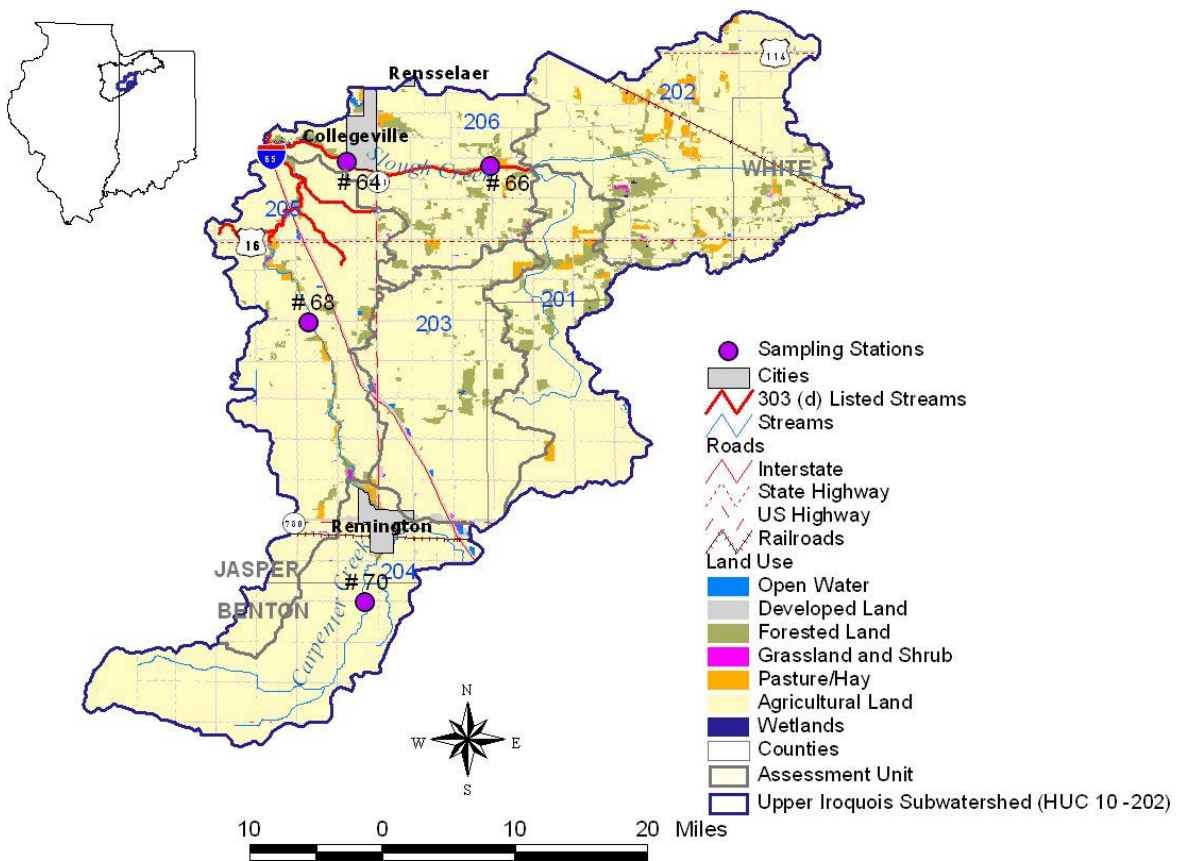 114
Rensselaer
202
206
Collegeville
65
Slough Creek
WHITE
#64
#66
205
16
201
#68
203
Sampling Stations
Cities
303 (d) Listed Streams
Streams
Roads
Interstate
State Highway
US Highway
Railroads
Land Use
Open Water
Developed Land
Forested Land
Grassland and Shrub
Pasture/Hay
Agricultural Land
Wetlands
Counties
Assessment Unit
Upper Iroquois Subwatershed (HUC 10 -202)
780
Remington
JASPER
204
#70
BENTON
Carpenter Creek
N
W E
S
10 0 10 20 Miles